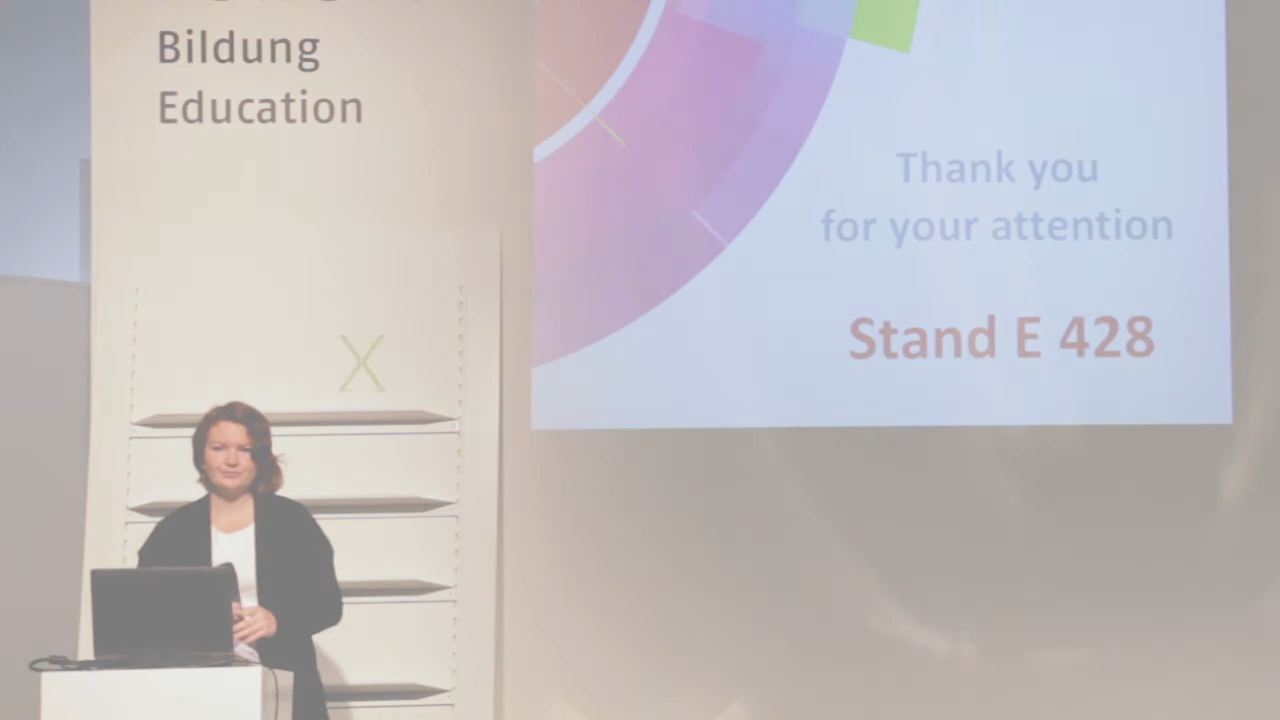 Bildung
Education
Thank you
for your attention
Stand E 428